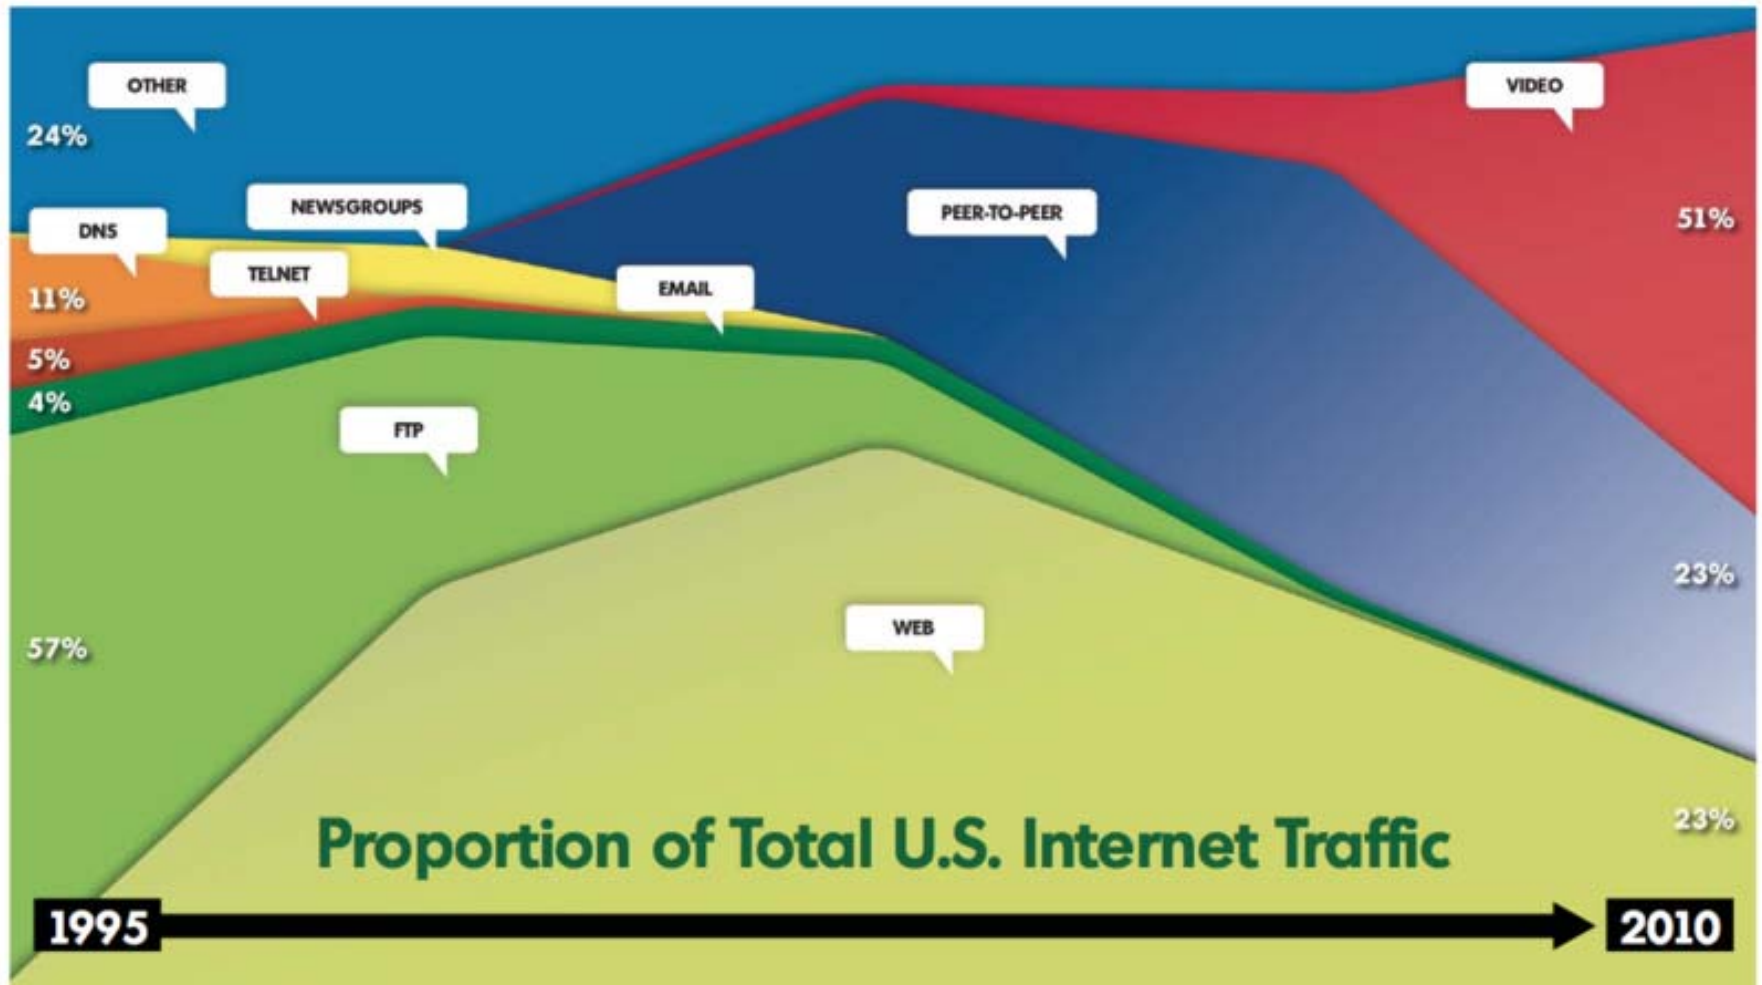 OTHER
24%
DNS
NEWSGROUPS
TELNET
11%
5%
4%
EMAIL
FTP
57%
PEER-TO-PEER
WEB
VIDEO
51%
23%
23%
Proportion of Total U.S. Internet Traffic
1995
2010